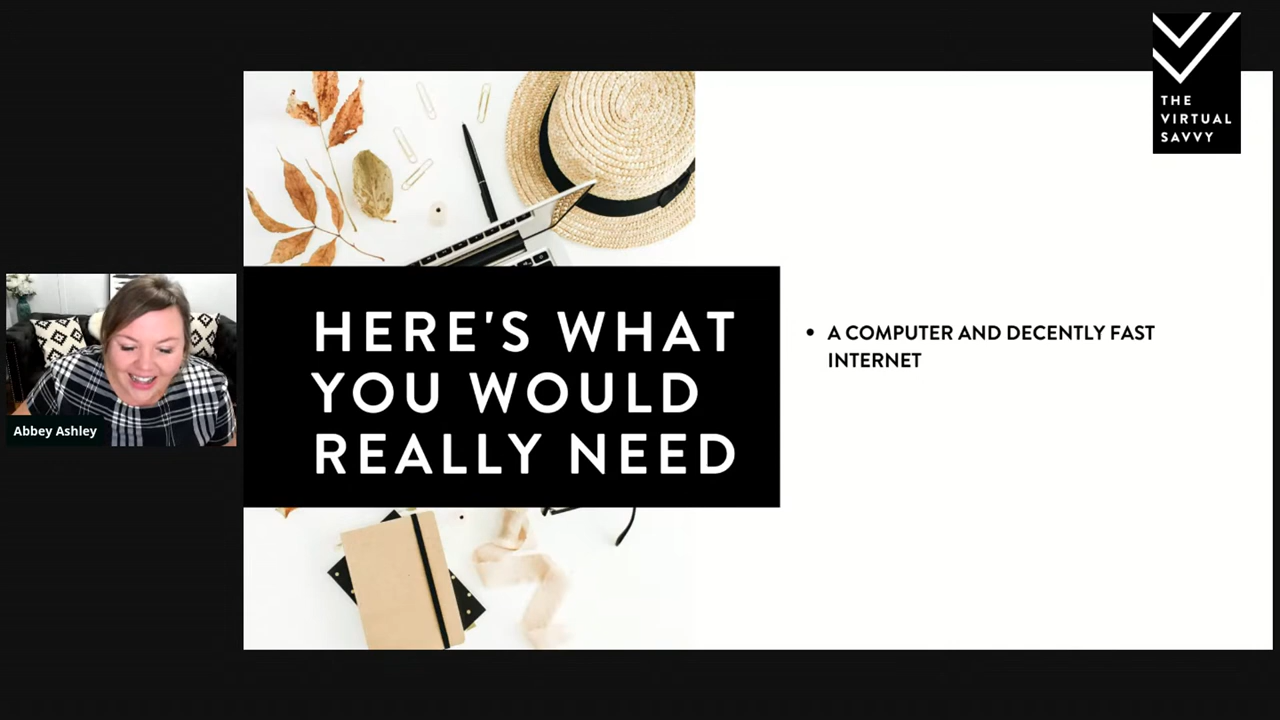 THE
VIRTUAL
SAVVY
HERE'S WHAT
YOU WOULD
REALLY NEED
• A COMPUTER AND DECENTLY FAST
INTERNET
Abbey Ashley